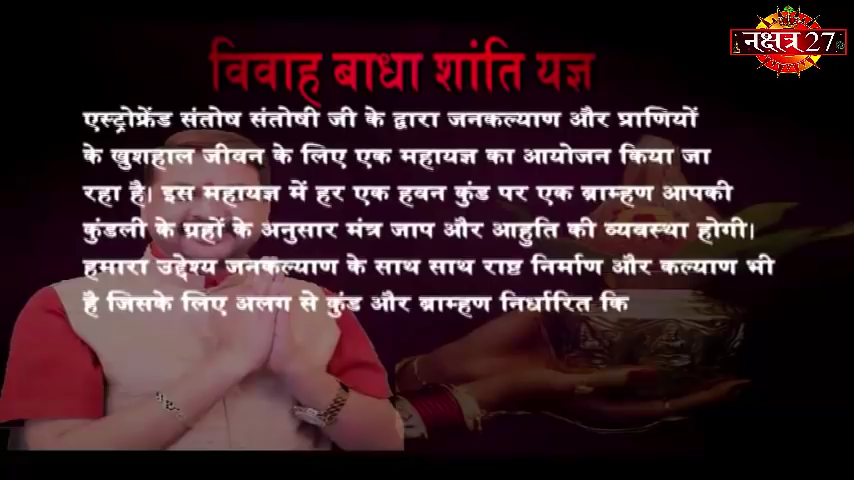 नक्षत्र 27
विवाह बाधा शांति यज्ञ
एस्ट्रोफ्रेंड संतोष संतोषी जी के द्वारा जनकल्याण और प्राणियों
के खुशहाल जीवन के लिए एक महायज्ञ का आयोजन किया जा
रहा है। इस महायज्ञ में हर एक हवन कुंड पर एक ब्राम्हण आपकी
कुंडली के ग्रहों के अनुसार मंत्र जाप और आहुति की व्यवस्था होगी।
हमारा उद्देश्य जनकल्याण के साथ साथ राष्ट्र निर्माण और कल्याण भी
है जिसके लिए अलग से कुंड और ब्राम्हण निर्धारित कि